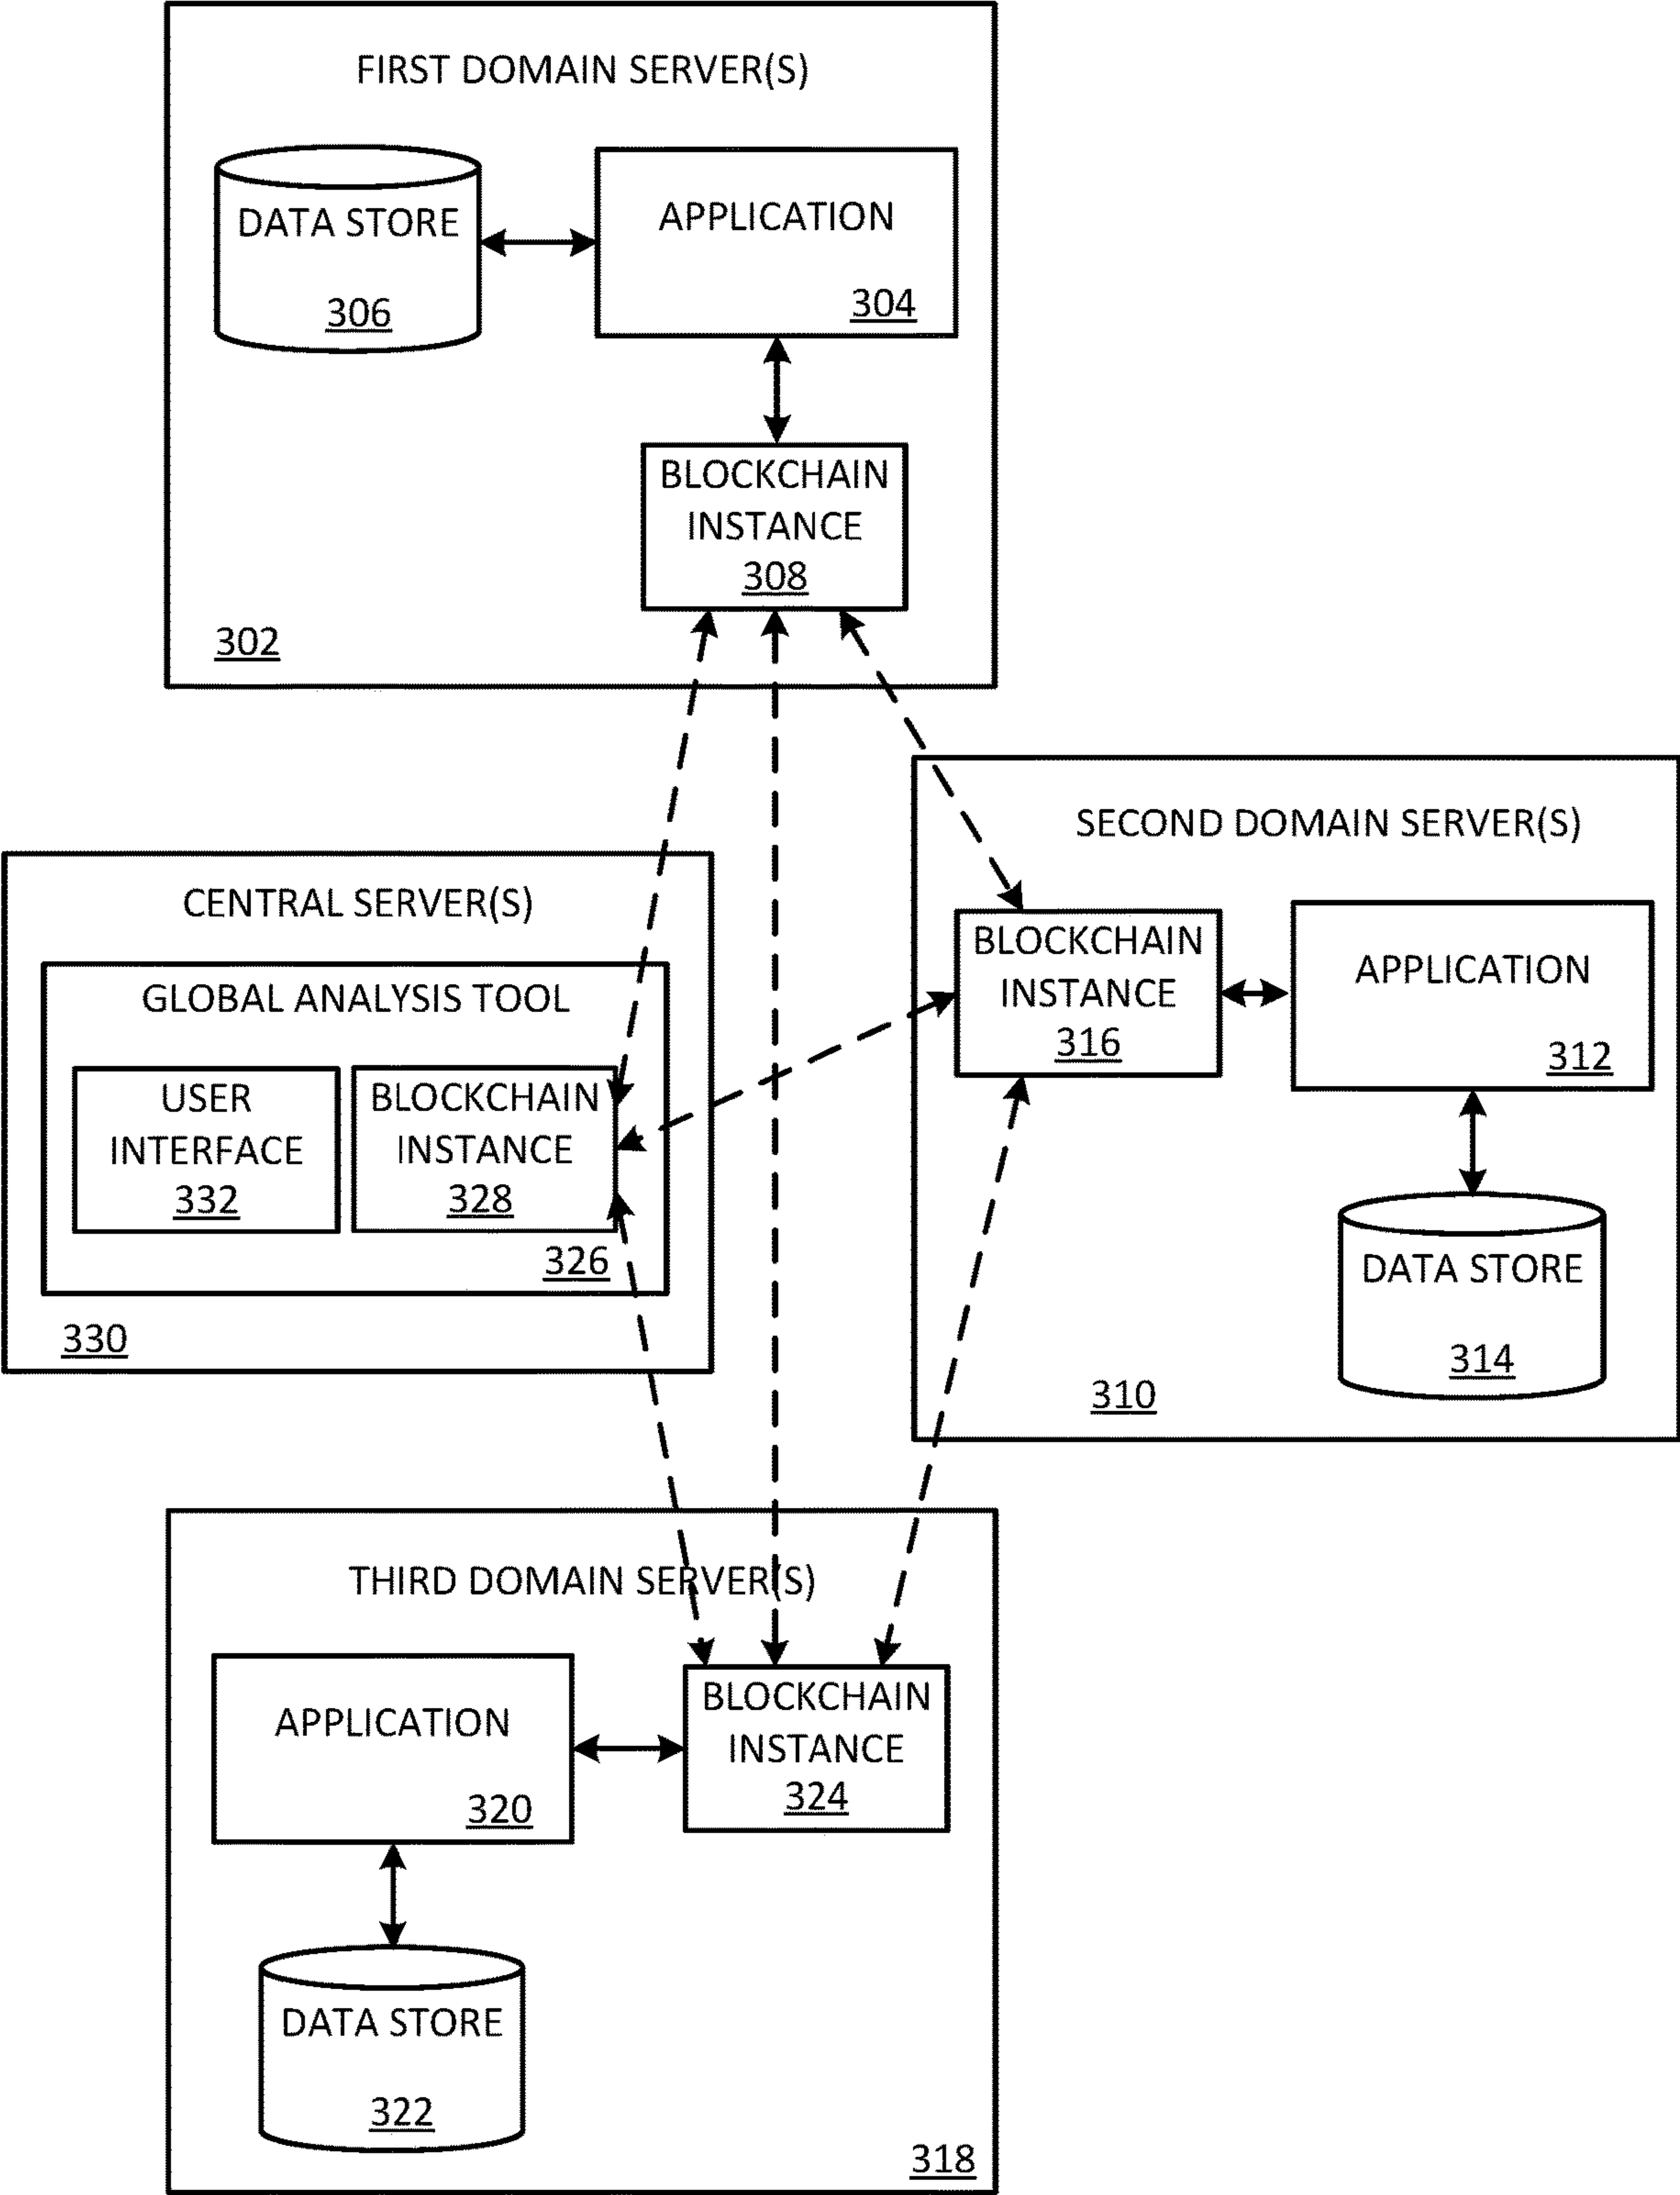 FIRST DOMAIN SERVER(S)
DATA STORE
306
APPLICATION
304
BLOCKCHAIN
INSTANCE
308
302
SECOND DOMAIN SERVER(S)
BLOCKCHAIN
INSTANCE
316
APPLICATION
312
DATA STORE
314
310
CENTRAL SERVER(S)
GLOBAL ANALYSIS TOOL
USER
INTERFACE
332
BLOCKCHAIN
INSTANCE
328
326
330
THIRD DOMAIN SERVER(S)
APPLICATION
320
BLOCKCHAIN
INSTANCE
324
DATA STORE
322
318